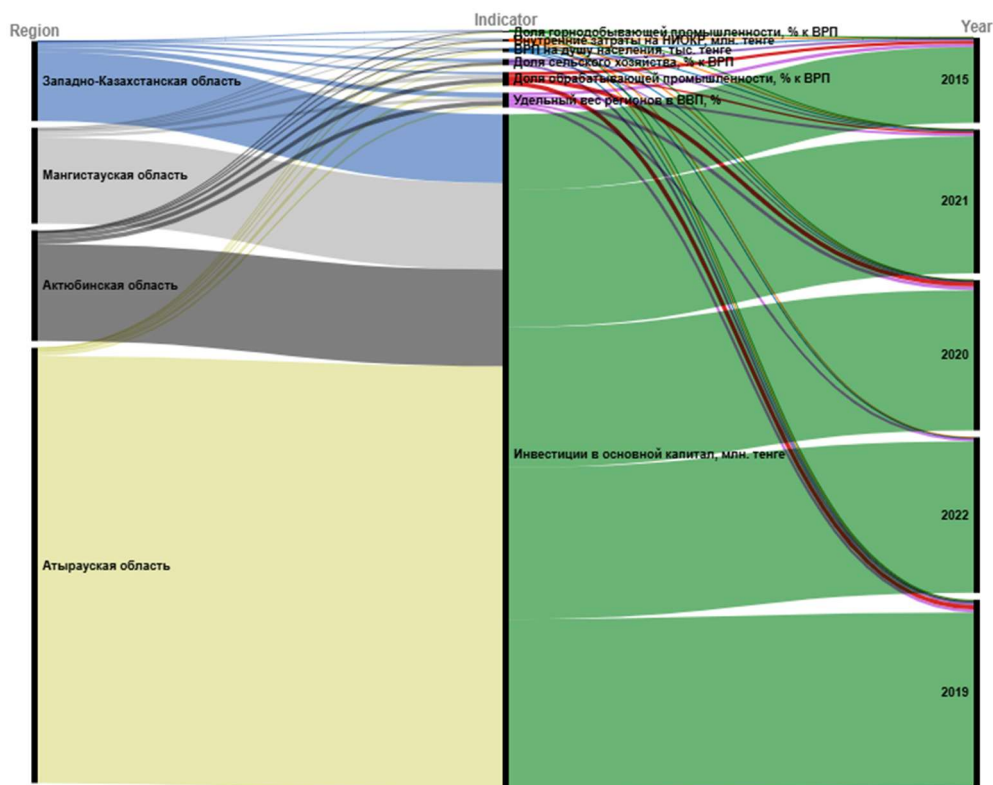 Region
Indicator
Year
Доля горнодобывающей промышленности, % к ВРП
Внутренние затраты на НИОКР, млн. тенге
ВРП на душу населения, тыс. тенге
Доля сельского хозяйства, % к ВРП
Доля обрабатывающей промышленности, % к ВРП
Удельный вес регионов в ВВП, %
Западно-Казахстанская область
2015
Мангистауская область
2021
Актюбинская область
2020
Инвестиции в основной капитал, млн. тенге
2022
Атырауская область
2019